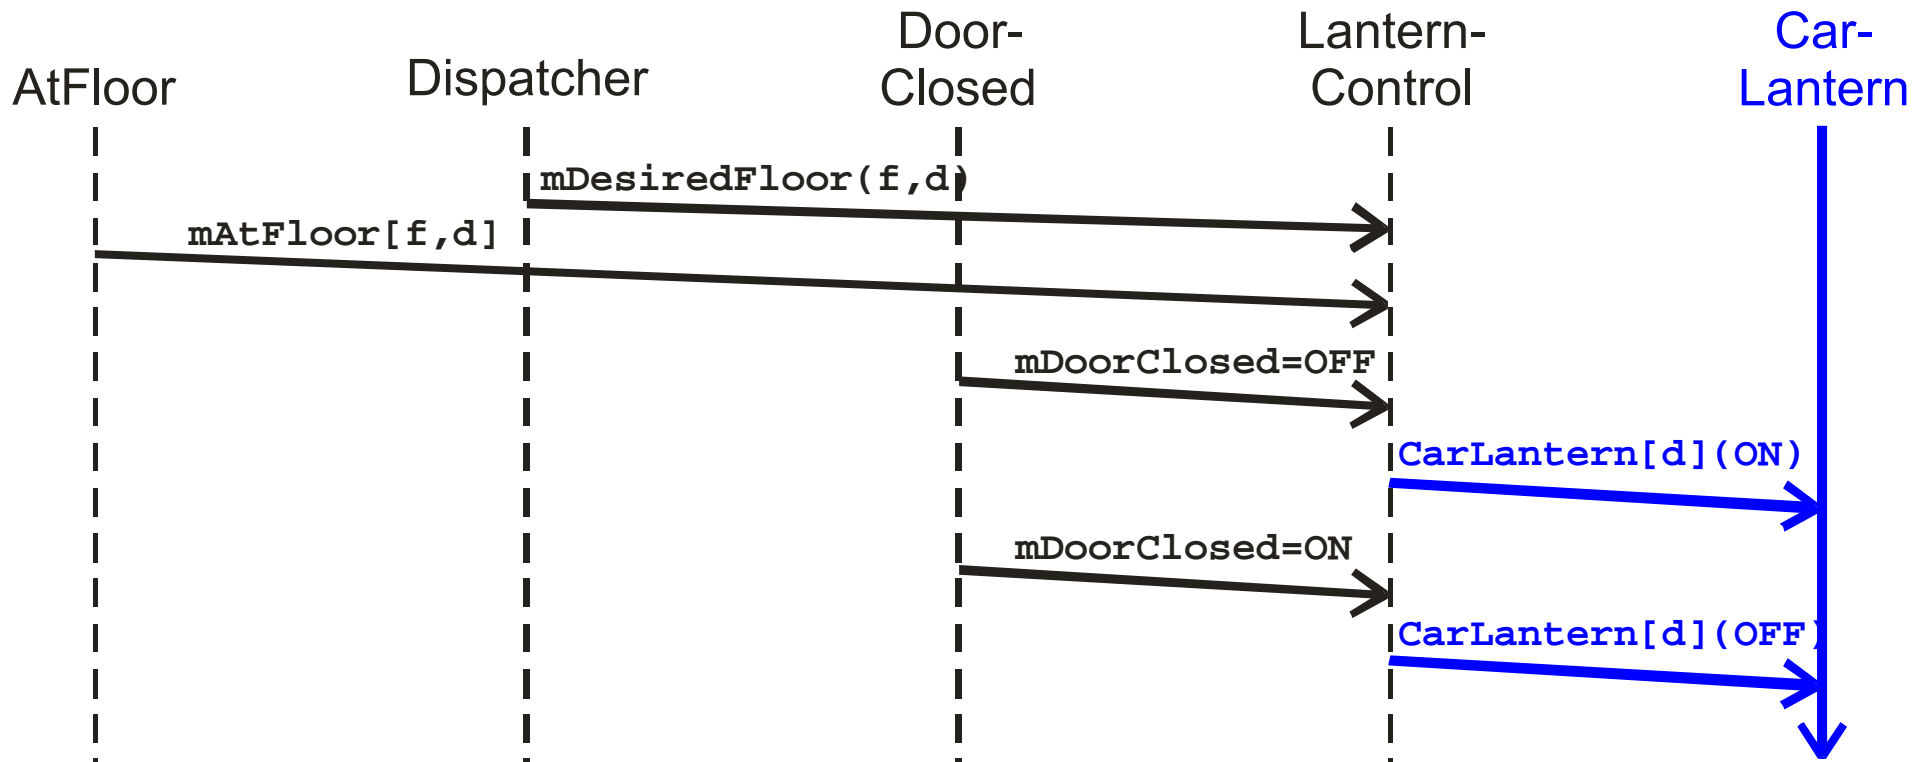 AtFloor
Dispatcher
Door-
Closed
Lantern-
Control
Car-
Lantern
mDesiredFloor(f,d)
mAtFloor[f,d]
mDoorClosed=OFF
CarLantern[d](ON)
mDoorClosed=ON
CarLantern[d](OFF)